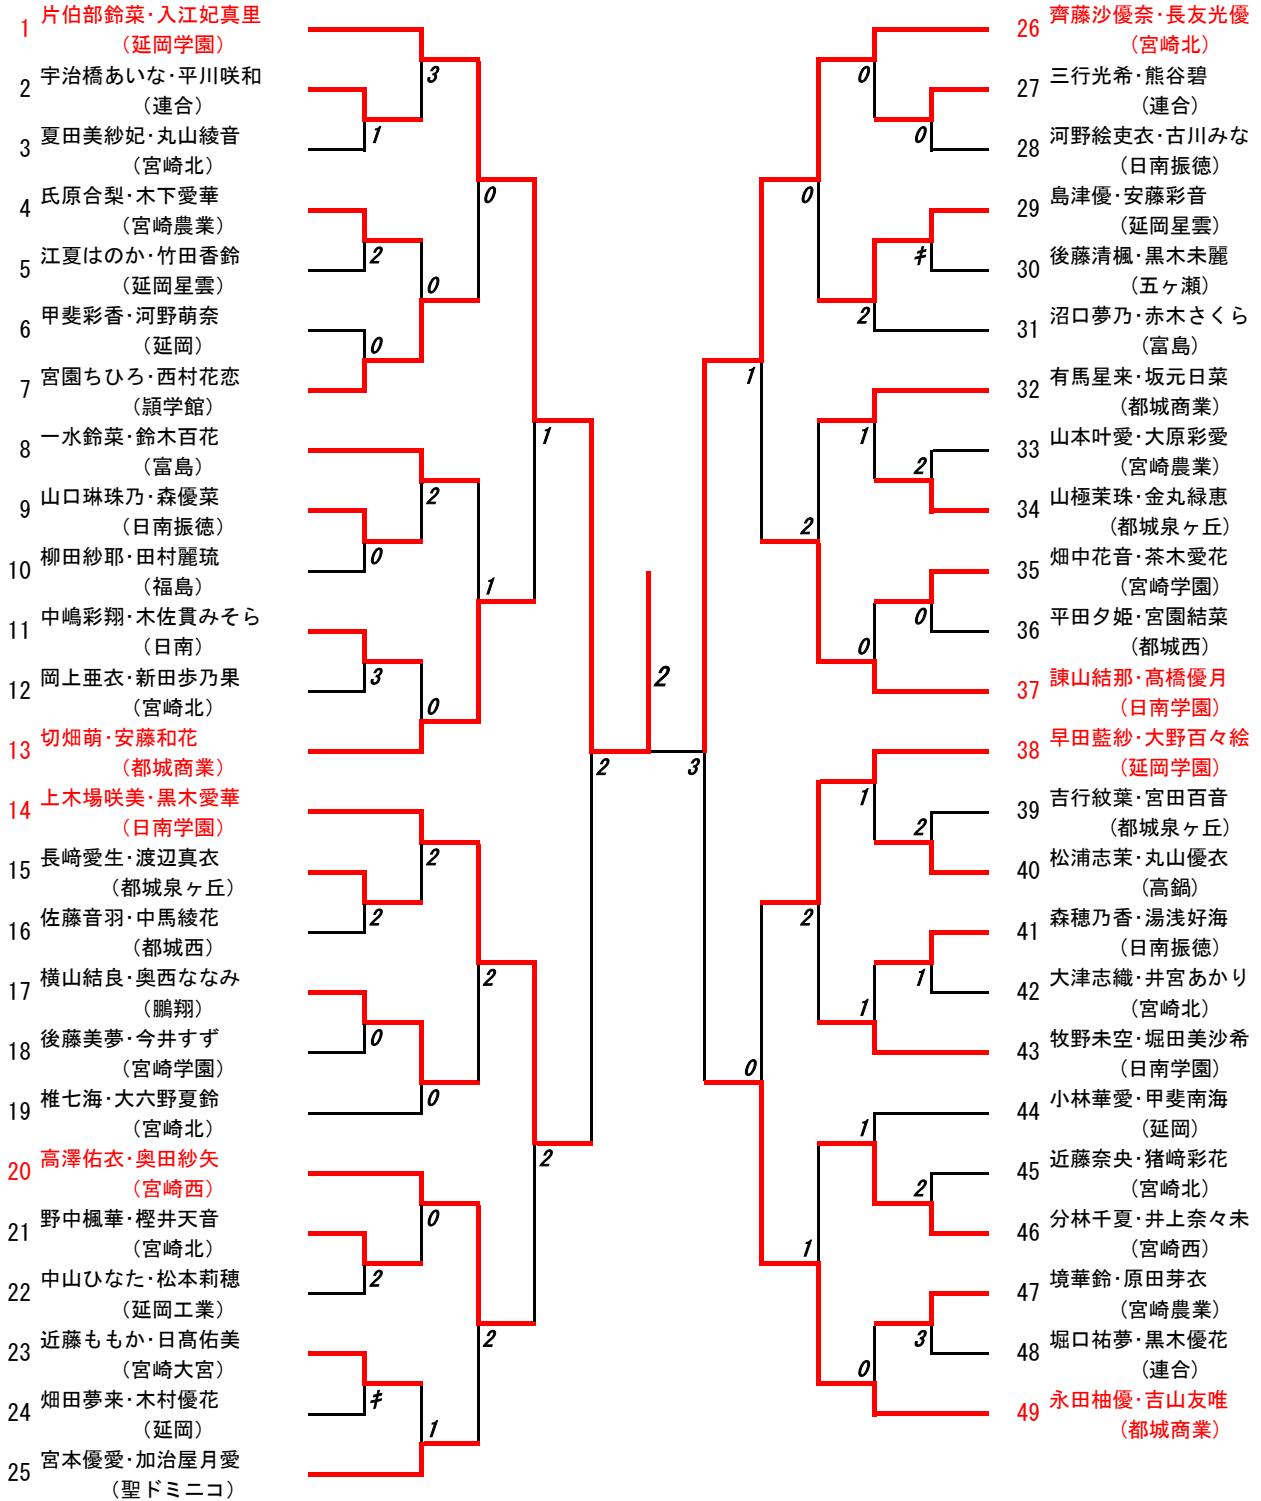 1 片伯部鈴菜・入江妃真里
（延岡学園）
2 宇治橋あいな・平川咲和
（連合）
3 夏田美紗妃・丸山綾音
（宮崎北）
4 氏原合梨・木下愛華
（宮崎農業）
5 江夏はのか・竹田香鈴
（延岡星雲）
6 甲斐彩香・河野萌奈
（延岡）
7 宮園ちひろ・西村花恋
（頴学館）
8 一水鈴菜・鈴木百花
（富島）
9 山口琳珠乃・森優菜
（日南振徳）
10 柳田紗耶・田村麗琉
（福島）
11 中嶋彩翔・木佐貫みそら
（日南）
12 岡上亜衣・新田歩乃果
（宮崎北）
13 切畑萌・安藤和花
（都城商業）
14 上木場咲美・黒木愛華
（日南学園）
15 長﨑愛生・渡辺真衣
（都城泉ヶ丘）
16 佐藤音羽・中馬綾花
（都城西）
17 横山結良・奥西ななみ
（鵬翔）
18 後藤美夢・今井すず
（宮崎学園）
19 椎七海・大六野夏鈴
（宮崎北）
20 高澤佑衣・奥田紗矢
（宮崎西）
21 野中楓華・樫井天音
（宮崎北）
22 中山ひなた・松本莉穂
（延岡工業）
23 近藤ももか・日髙佑美
（宮崎大宮）
24 畑田夢来・木村優花
（延岡）
25 宮本優愛・加治屋月愛
（聖ドミニコ）
3
1
0
2
0
0
1
2
0
1
3
0
2
2
2
2
0
0
2
0
2
2
キ
1
2
2
3
26 齊藤沙優奈・長友光優
（宮崎北）
27 三行光希・熊谷碧
（連合）
28 河野絵吏衣・古川みな
（日南振徳）
29 島津優・安藤彩音
（延岡星雲）
30 後藤清楓・黒木未麗
（五ヶ瀬）
31 沼口夢乃・赤木さくら
（富島）
32 有馬星来・坂元日菜
（都城商業）
33 山本叶愛・大原彩愛
（宮崎農業）
34 山極茉珠・金丸緑恵
（都城泉ヶ丘）
35 畑中花音・茶木愛花
（宮崎学園）
36 平田夕姫・宮園結菜
（都城西）
37 諌山結那・髙橋優月
（日南学園）
38 早田藍紗・大野百々絵
（延岡学園）
39 吉行紋葉・宮田百音
（都城泉ヶ丘）
40 松浦志茉・丸山優衣
（高鍋）
41 森穂乃香・湯浅好海
（日南振徳）
42 大津志織・井宮あかり
（宮崎北）
43 牧野未空・堀田美沙希
（日南学園）
44 小林華愛・甲斐南海
（延岡）
45 近藤奈央・猪﨑彩花
（宮崎北）
46 分林千夏・井上奈々未
（宮崎西）
47 境華鈴・原田芽衣
（宮崎農業）
48 堀口祐夢・黒木優花
（連合）
49 永田柚優・吉山友唯
（都城商業）
0
0
0
キ
2
1
1
2
2
0
0
1
2
2
1
1
0
1
2
1
3
0